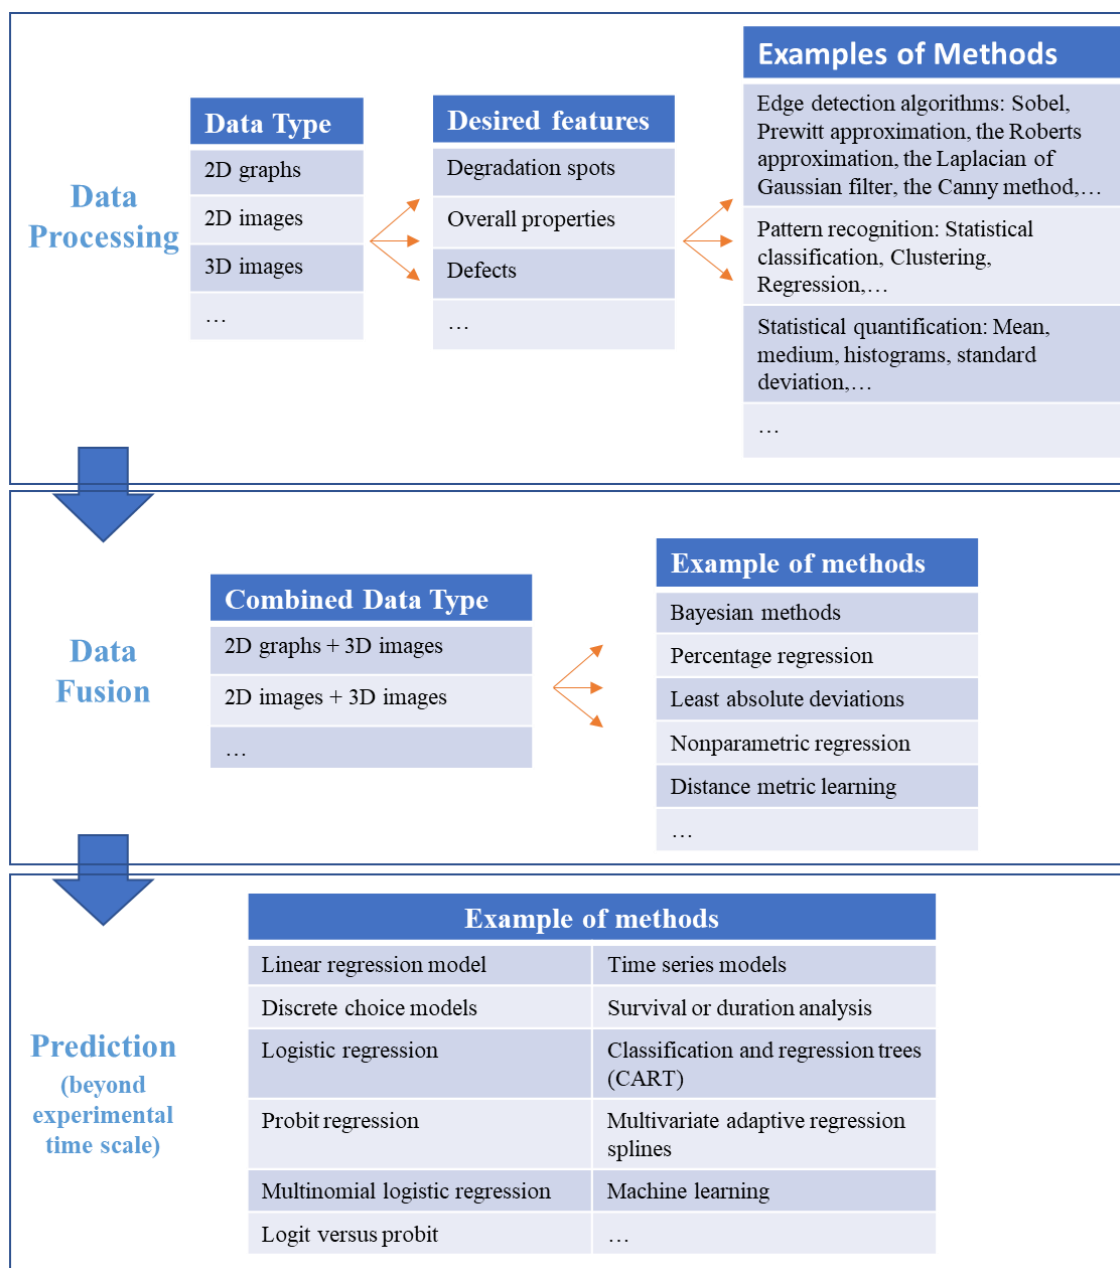 Data
Processing
Data Type
2D graphs
2D images
3D images
…
Desired features
Degradation spots
Overall properties
Defects
…
Examples of Methods
Edge detection algorithms: Sobel,
Prewitt approximation, the Roberts
approximation, the Laplacian of
Gaussian filter, the Canny method,…
Pattern recognition: Statistical
classification, Clustering,
Regression,…
Statistical quantification: Mean,
medium, histograms, standard
deviation,…
…
Data
Fusion
Combined Data Type
2D graphs + 3D images
2D images + 3D images
…
Example of methods
Bayesian methods
Percentage regression
Least absolute deviations
Nonparametric regression
Distance metric learning
…
Prediction
(beyond
experimental
time scale)
Example of methods
Linear regression model
Time series models
Discrete choice models
Survival or duration analysis
Logistic regression
Classification and regression trees
(CART)
Probit regression
Multivariate adaptive regression
splines
Multinomial logistic regression
Machine learning
Logit versus probit
…